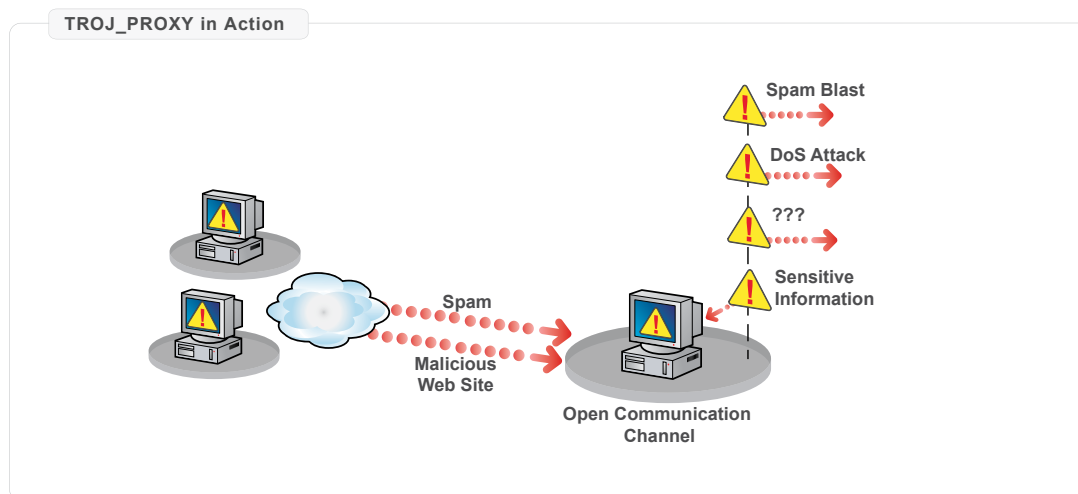 TROJ_PROXY in Action
Spam Blast
DoS Attack
???
Sensitive
Information
Spam
Malicious
Web Site
Open Communication
Channel